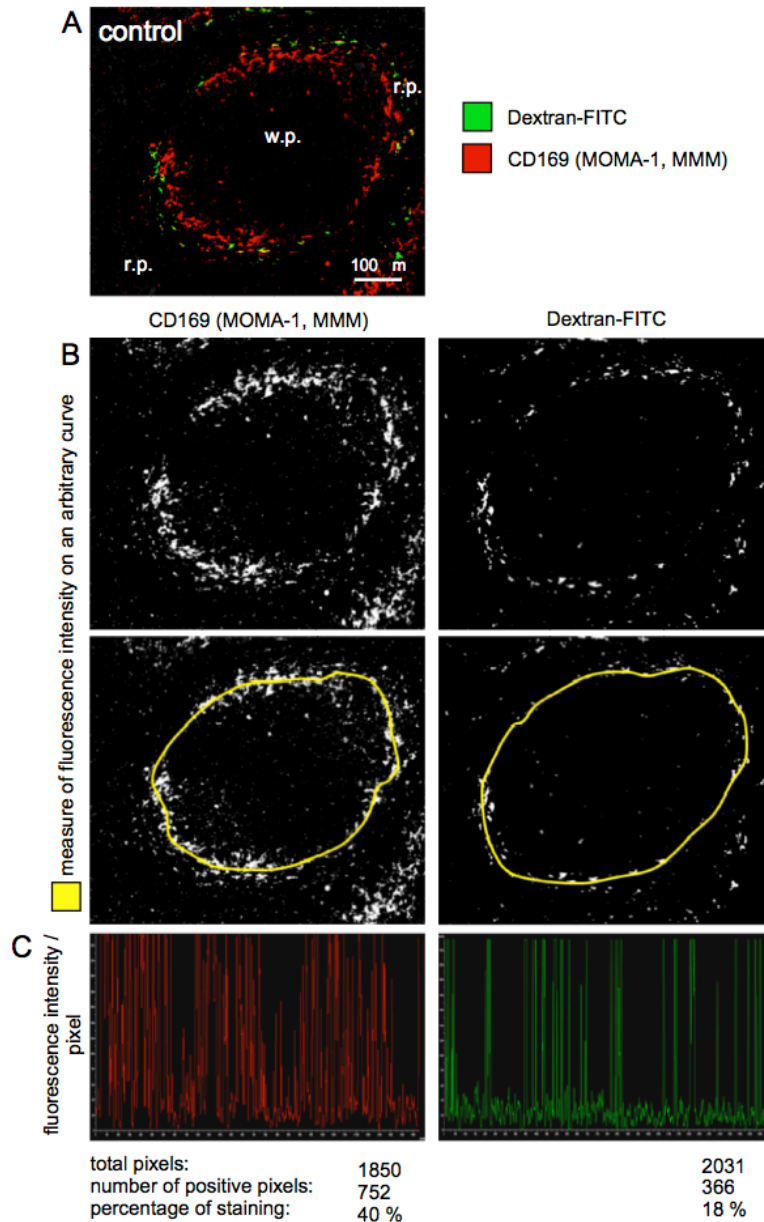 A
control
r.p.
w.p.
r.p.
100 m
Dextran-FITC
CD169 (MOMA-1, MMM)
CD169 (MOMA-1, MMM)
Dextran-FITC
B
measure of fluorescence intensity on an arbitrary curve
C
fluorescence intensity /
pixel
total pixels: 1850 2031
number of positive pixels: 752 366
percentage of staining: 40 % 18 %